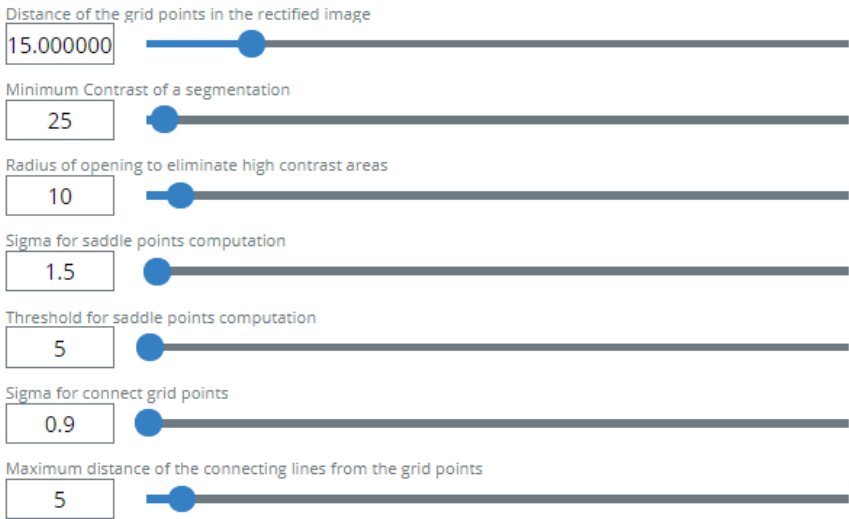 Distance of the grid points in the rectified image
15.000000
Minimum Contrast of a segmentation
25
Radius of opening to eliminate high contrast areas
10
Sigma for saddle points computation
1.5
Threshold for saddle points computation
5
Sigma for connect grid points
0.9
Maximum distance of the connecting lines from the grid points
5